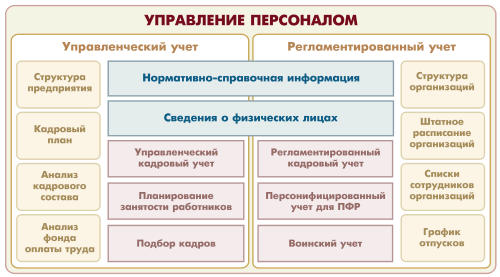 УПРАВЛЕНИЕ ПЕРСОНАЛОМ
Управленческий учет
Регламентированный учет
Структура
предприятия
Кадровый
план
Анализ
кадрового
состава
Анализ
фонда
оплаты труда
Нормативно-справочная информация
Сведения о физических лицах
Управленческий
кадровый учет
Планирование
занятости работников
Подбор кадров
Регламентированный
кадровый учет
Персонифицированный
учет для ПФР
Воинский учет
Структура
организаций
Штатное
расписание
организаций
Списки
сотрудников
организаций
График
отпусков